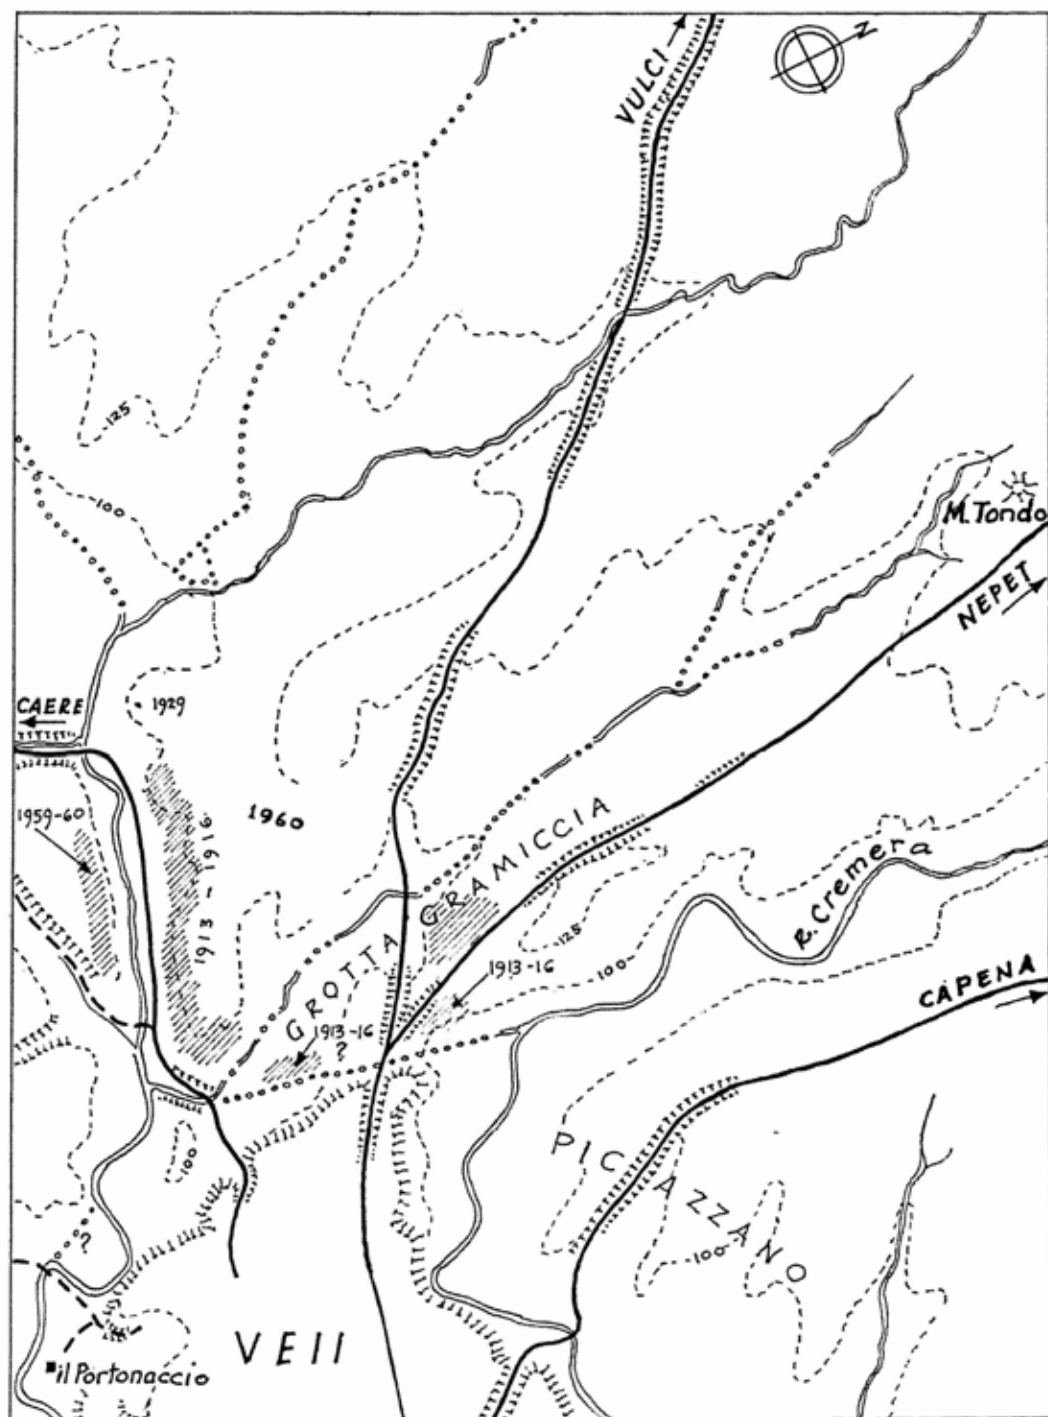 N
VULCI
125
100
M. Tondo
NEPET
CAERE
1929
1959-60
1913-1916
1960
GROTTA GRAMICCIA
R. Cremera
125
100
1913-16
CAPENA
1913-16
?
PICAZZANO
100
100
?
VEII
il Portonaccio